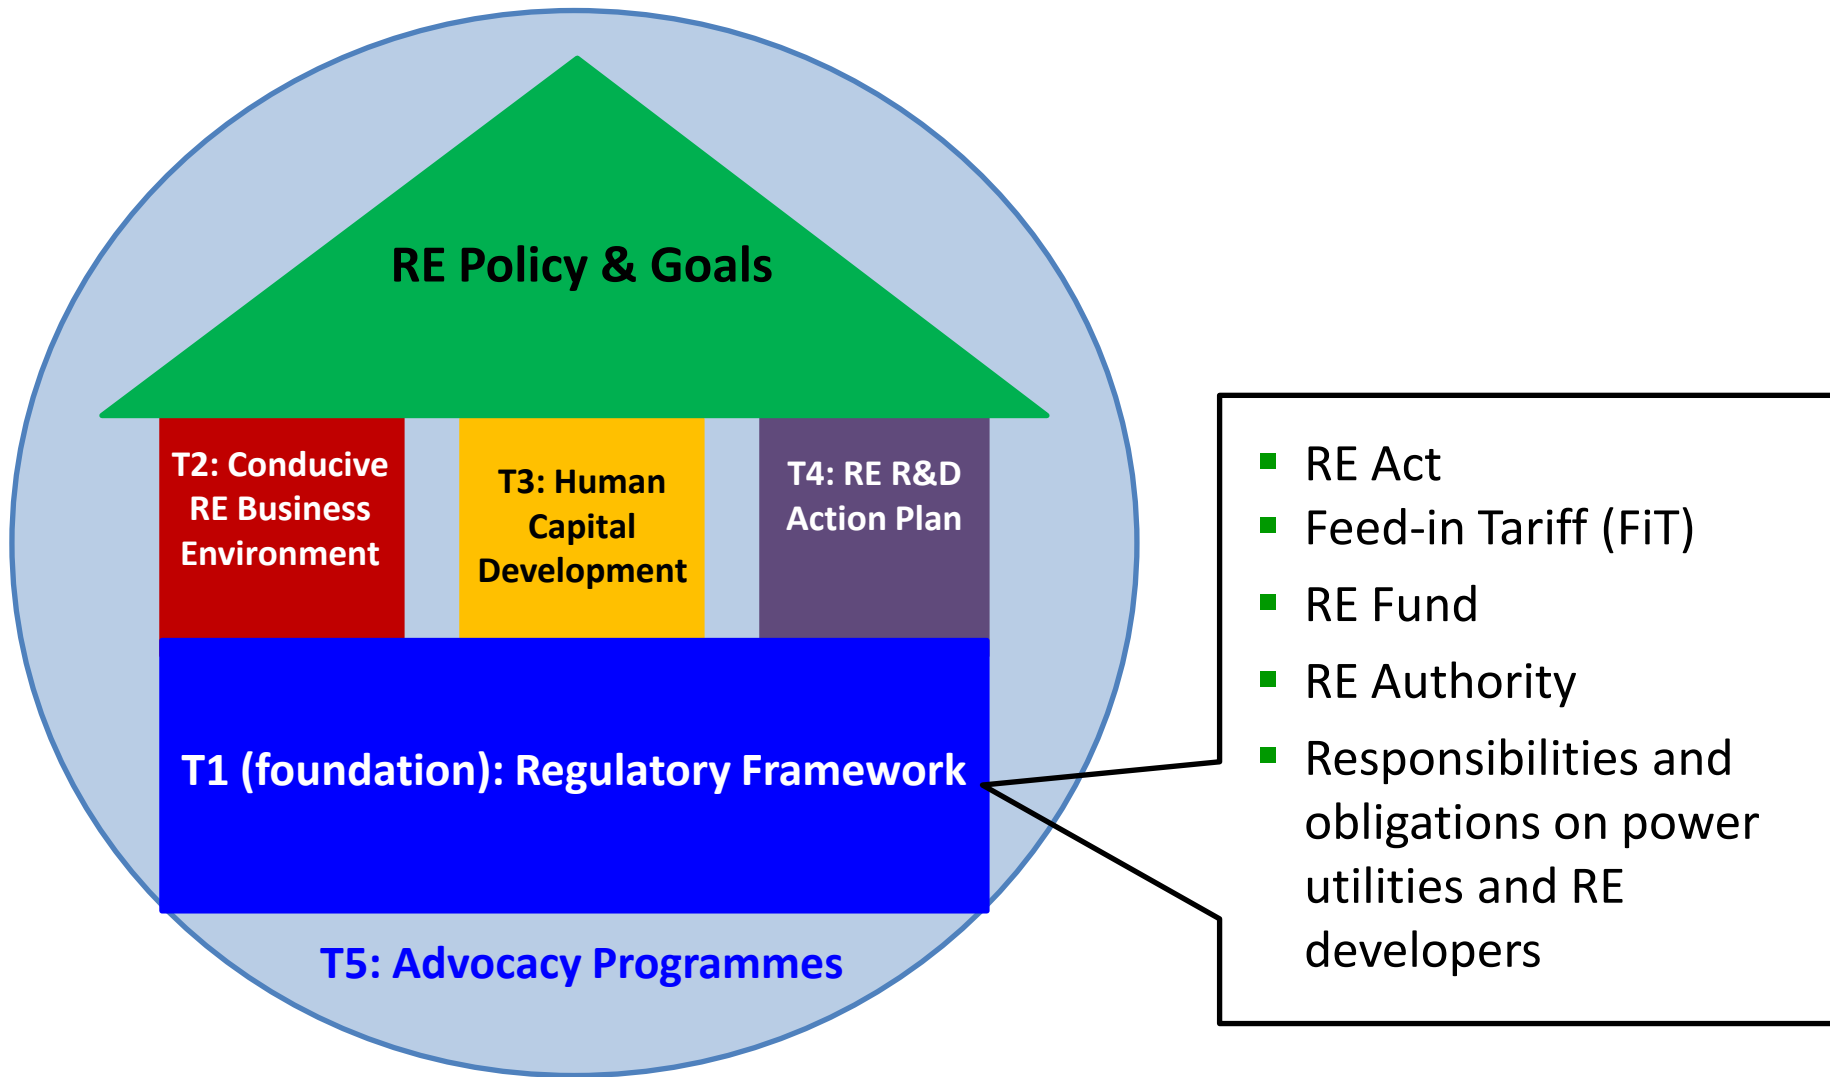 RE Policy & Goals
T2: Conducive
RE Business
Environment
T3: Human
Capital
Development
T4: RE R&D
Action Plan
T1 (foundation): Regulatory Framework
T5: Advocacy Programmes
▪ RE Act
▪ Feed-in Tariff (FiT)
▪ RE Fund
▪ RE Authority
▪ Responsibilities and
obligations on power
utilities and RE
developers